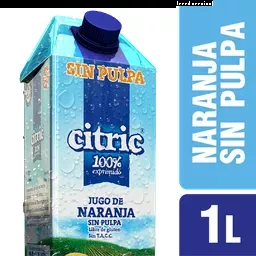 SIN PULPA
citric®
100%
exprimido
JUGO DE
NARANJA
SIN PULPA
Libre de gluten
Sin T.A.C.C.
NARANJA
SIN PULPA
1L